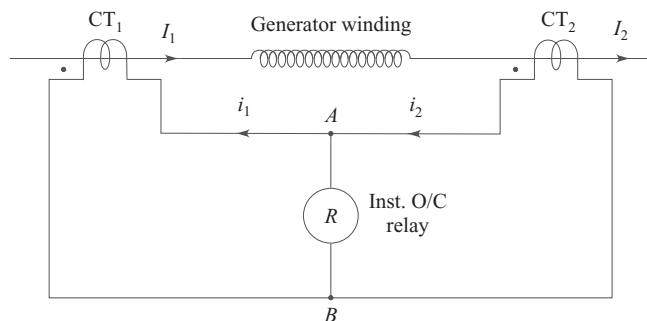 CT₁
I₁
Generator winding
CT₂
I₂
i₁
A
i₂
R
Inst. O/C
relay
B